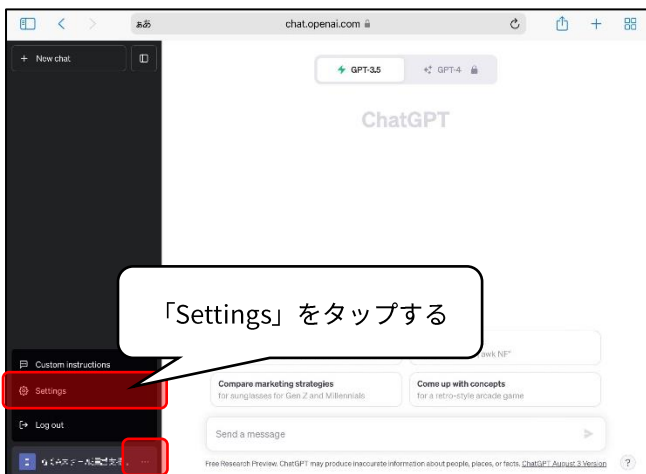 ぁあ
chat.openai.com
+ New chat
GPT-3.5
GPT-4
ChatGPT
「Settings」をタップする
awk NF"
Custom instructions
Settings
Compare marketing strategies
for sunglasses for Gen Z and Millennials
Come up with concepts
for a retro-style arcade game
Log out
Send a message
Free Research Preview. ChatGPT may produce inaccurate information about people, places, or facts. ChatGPT August 3 Version
?